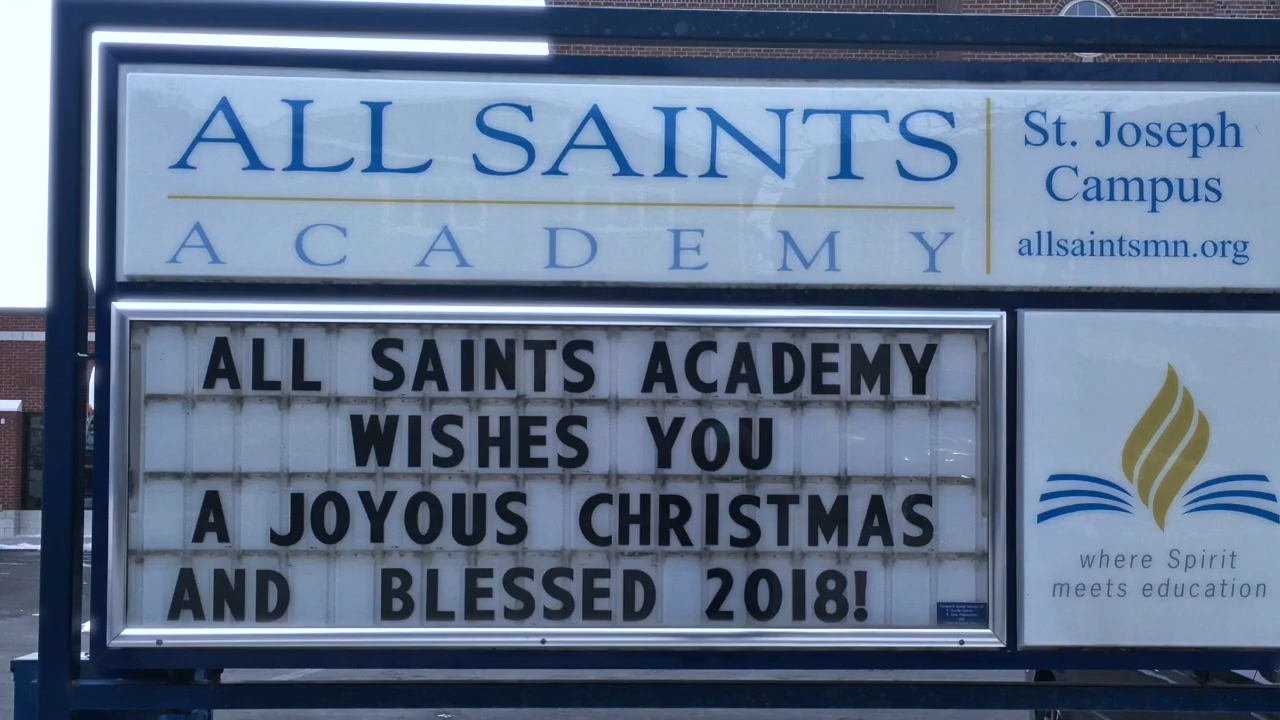 ALL SAINTS
ACADEMY
St. Joseph
Campus
allsaintsmn.org
ALL SAINTS ACADEMY
WISHES YOU
A JOYOUS CHRISTMAS
AND BLESSED 2018!
where Spirit
meets education